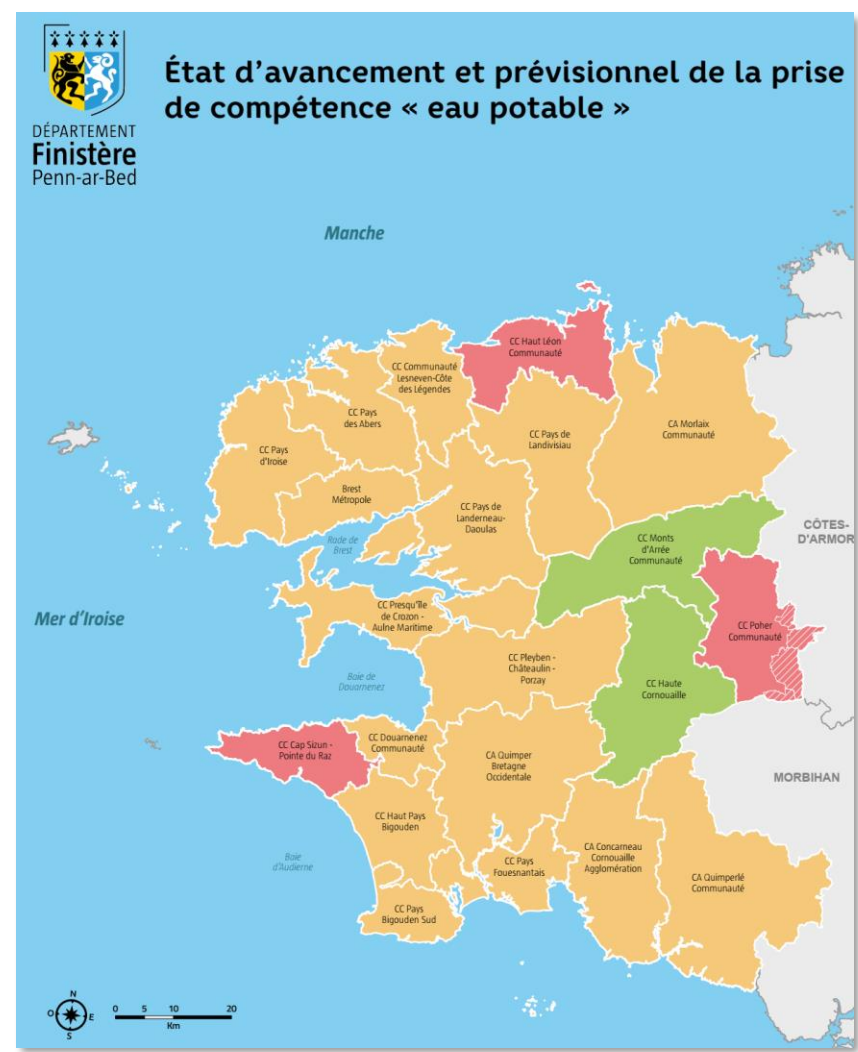 DÉPARTEMENT
Finistère
Penn-ar-Bed
État d’avancement et prévisionnel de la prise
de compétence « eau potable »
Manche
CC Haut Léon
Communauté
CC Communauté
Lesneven-Côte
des Légendes
CC Pays
des Abers
CC Pays
d'Iroise
CC Pays de
Landivisiau
CA Morlaix
Communauté
Brest
Métropole
CC Pays de
Landerneau-
Daoulas
Rade de
Brest
CÔTES-
D'ARMOR
CC Monts
d'Arrée
Communauté
Mer d’Iroise
CC Presqu'île
de Crozon -
Aulne Maritime
CC Poher
Communauté
CC Pleyben -
Châteaulin -
Porzay
Baie de
Douarnenez
CC Haute
Cornouaille
CC Cap Sizun -
Pointe du Raz
CC Douarnenez
Communauté
CA Quimper
Bretagne
Occidentale
MORBIHAN
CC Haut Pays
Bigouden
Baie
d'Audierne
CC Pays
Fouesnantais
CA Concarneau
Cornouaille
Agglomération
CA Quimperlé
Communauté
CC Pays
Bigouden Sud
N
O
E
S
0 5 10 20
Km